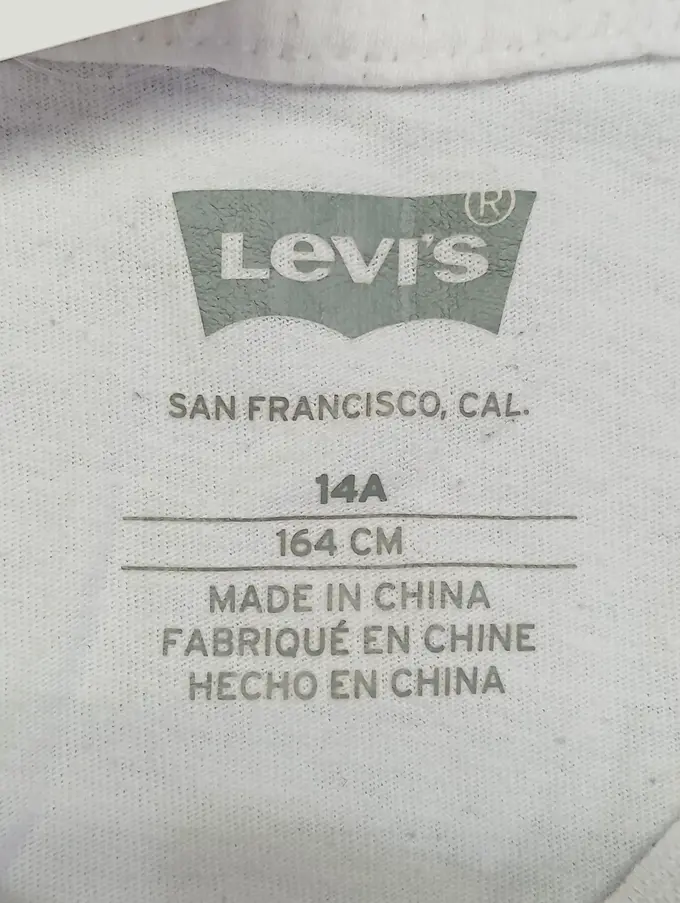 LEVI'S ®
SAN FRANCISCO, CAL.
14A
164 CM
MADE IN CHINA
FABRIQUÉ EN CHINE
HECHO EN CHINA